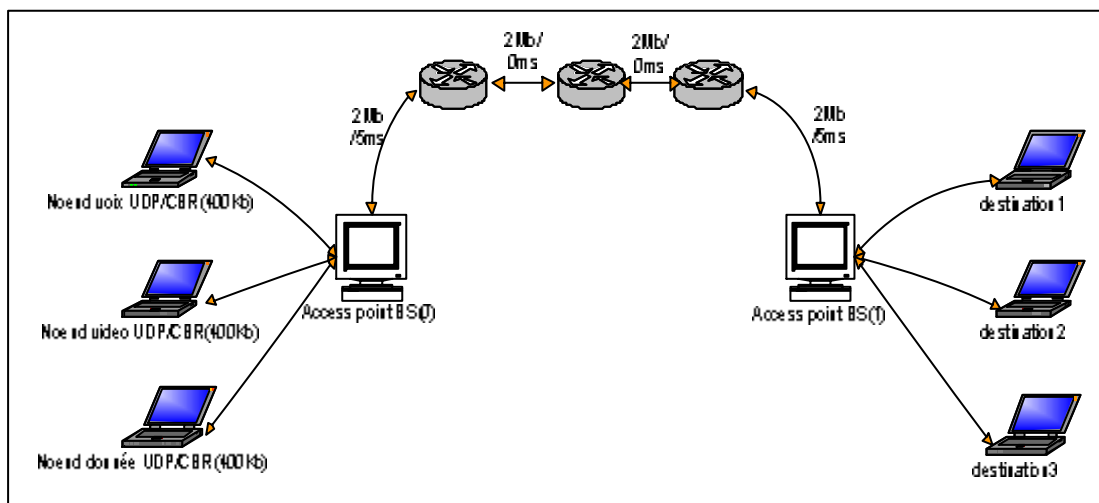 2Mb/
0ms
2Mb/
0ms
2Mb
/5ms
2Mb
/5ms
Noeud voix UDP/CBR(400Kb)
destination1
Access point BS(0)
Access point BS(1)
Noeud video UDP/CBR(400Kb)
destination2
Noeud donnée UDP/CBR(400Kb)
destination3